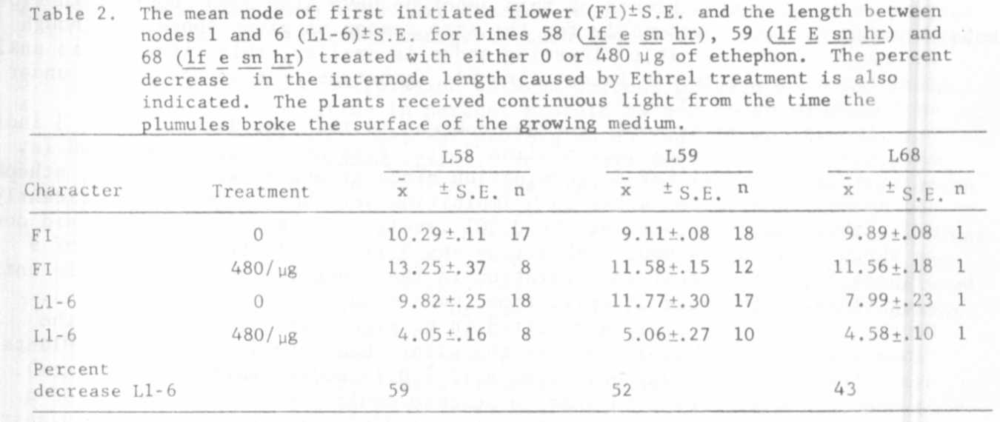 Table 2. The mean node of first initiated flower (FI)±S.E. and the length between
nodes 1 and 6 (L1-6)±S.E. for lines 58 (lf e sn hr), 59 (lf E sn hr) and
68 (lf e sn hr) treated with either 0 or 480 μg of ethephon. The percent
decrease in the internode length caused by Ethrel treatment is also
indicated. The plants received continuous light from the time the
plumules broke the surface of the growing medium.
L58 L59 L68
Character Treatment x̄ ± S.E. n x̄ ± S.E. n x̄ ± S.E. n
FI 0 10.29±.11 17 9.11±.08 18 9.89±.08 1
FI 480/μg 13.25±.37 8 11.58±.15 12 11.56±.18 1
L1-6 0 9.82±.25 18 11.77±.30 17 7.99±.23 1
L1-6 480/μg 4.05±.16 8 5.06±.27 10 4.58±.10 1
Percent
decrease L1-6 59 52 43